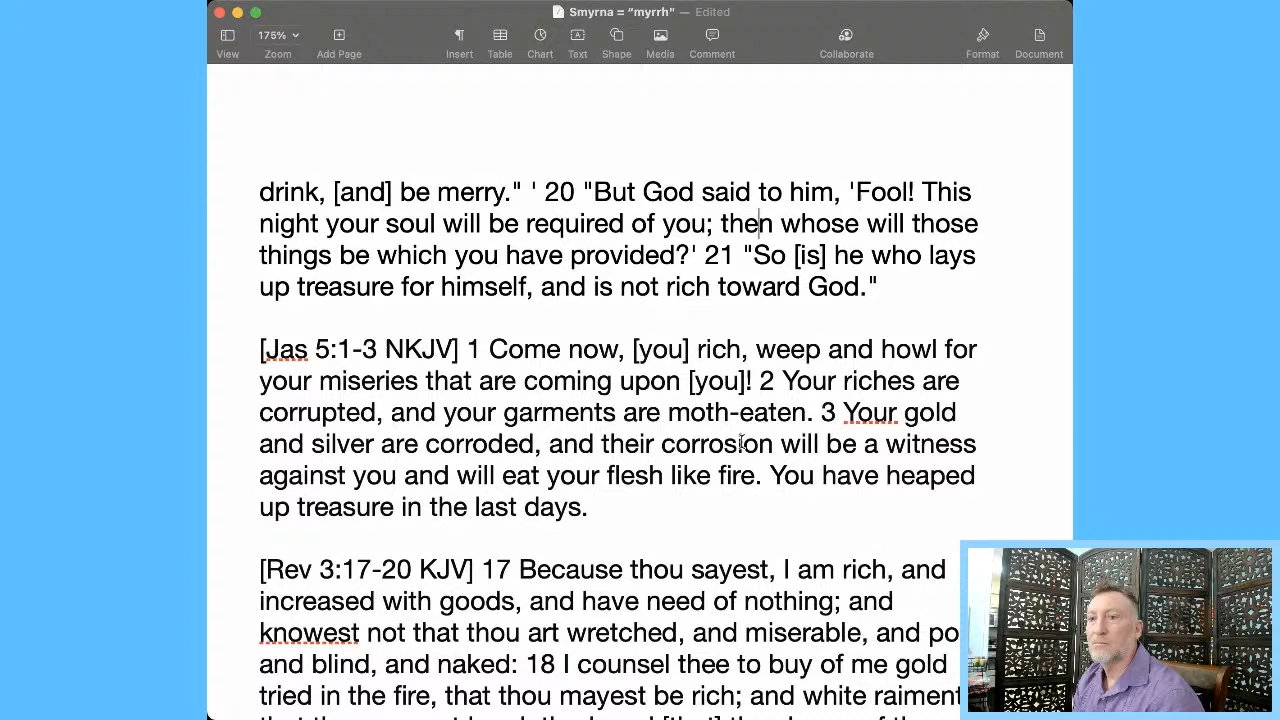 Smyrna = "myrrh" — Edited
175%
View Zoom Add Page Insert Table Chart Text Shape Media Comment Collaborate Format Document
drink, [and] be merry." ' 20 "But God said to him, 'Fool! This
night your soul will be required of you; then whose will those
things be which you have provided?' 21 "So [is] he who lays
up treasure for himself, and is not rich toward God."
[Jas 5:1-3 NKJV] 1 Come now, [you] rich, weep and howl for
your miseries that are coming upon [you]! 2 Your riches are
corrupted, and your garments are moth-eaten. 3 Your gold
and silver are corroded, and their corrosion will be a witness
against you and will eat your flesh like fire. You have heaped
up treasure in the last days.
[Rev 3:17-20 KJV] 17 Because thou sayest, I am rich, and
increased with goods, and have need of nothing; and
knowest not that thou art wretched, and miserable, and po
and blind, and naked: 18 I counsel thee to buy of me gold
tried in the fire, that thou mayest be rich; and white raiment